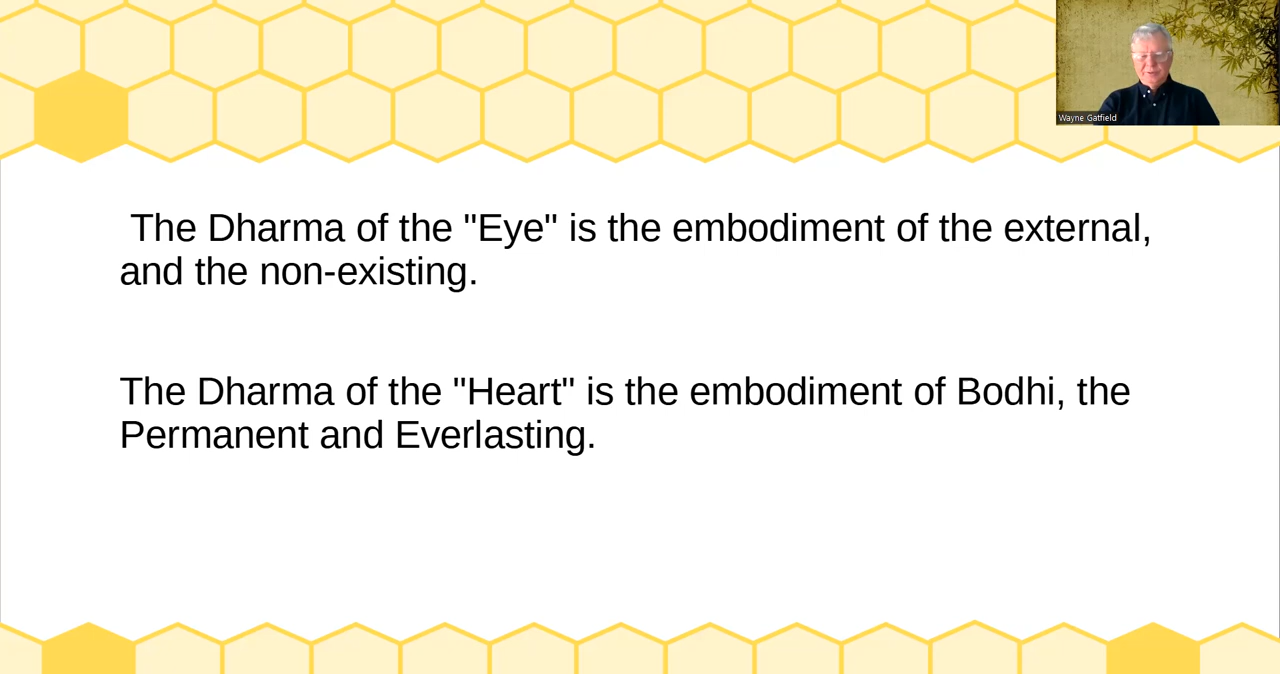 Wayne Gatfield
The Dharma of the "Eye" is the embodiment of the external,
and the non-existing.
The Dharma of the "Heart" is the embodiment of Bodhi, the
Permanent and Everlasting.